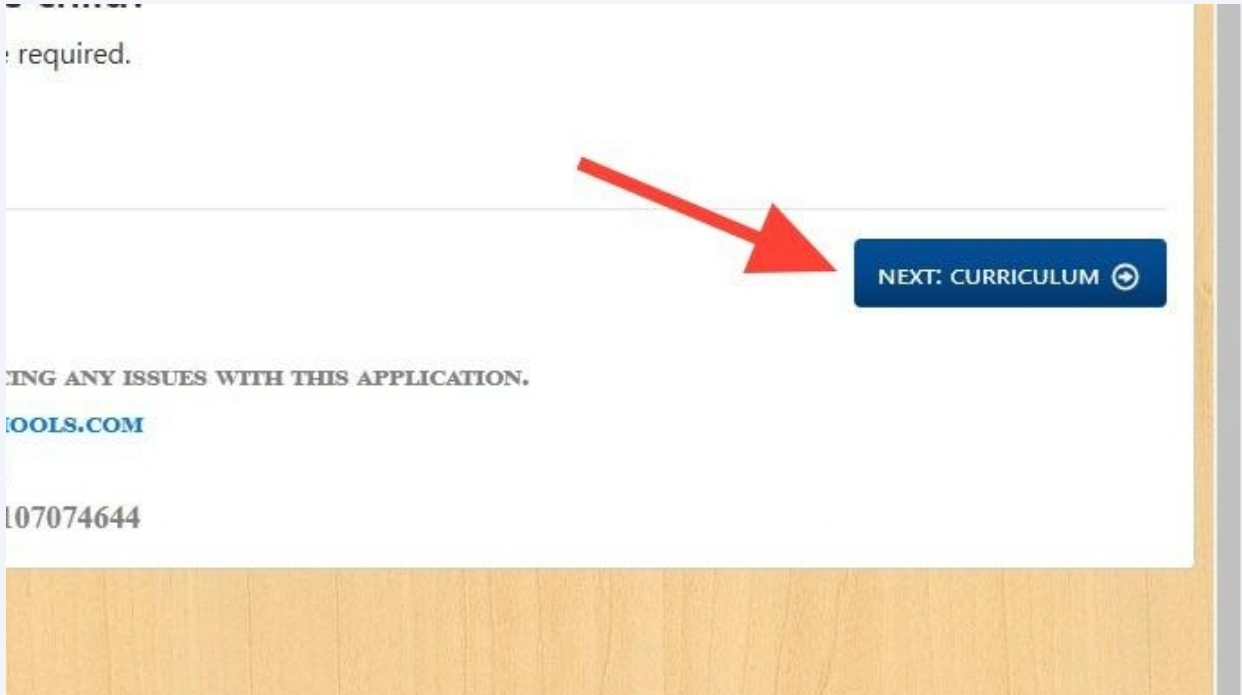 required.
NEXT: CURRICULUM
ING ANY ISSUES WITH THIS APPLICATION.
OOLS.COM
107074644